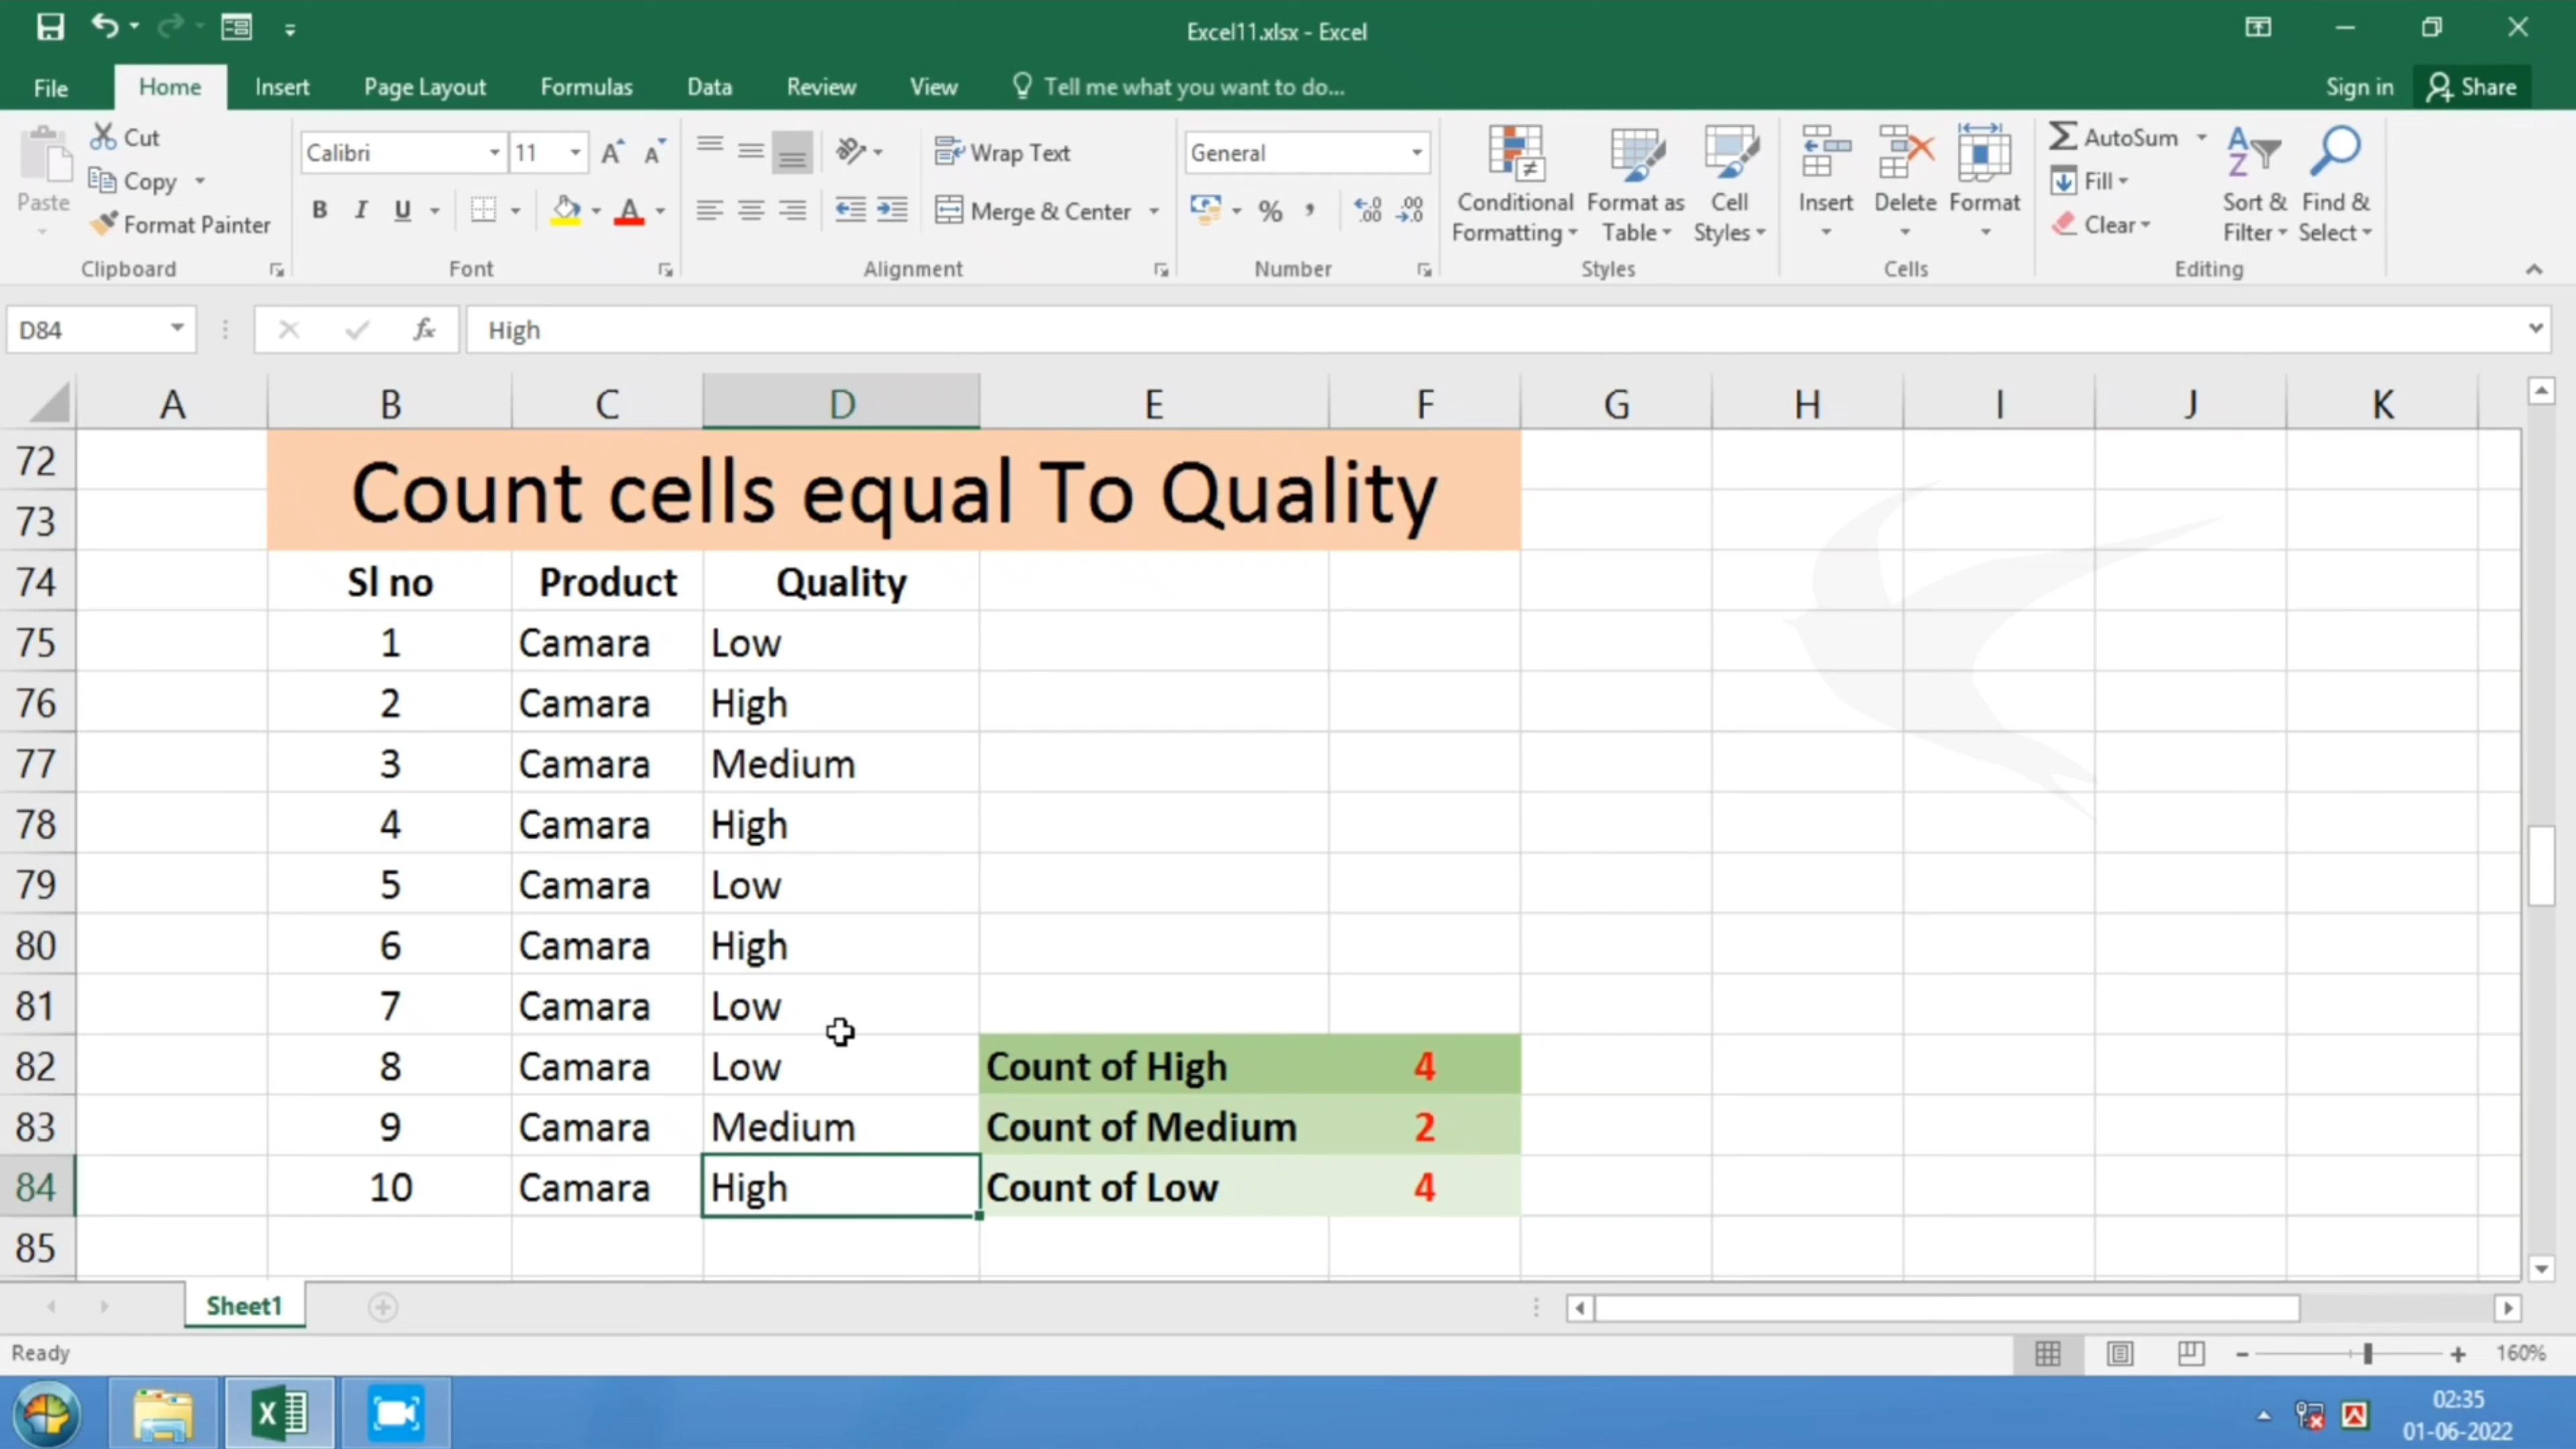 Excel11.xlsx - Excel
File Home Insert Page Layout Formulas Data Review View Tell me what you want to do... Sign in Share
Paste
Cut
Copy
Format Painter
Clipboard
Calibri 11
B I U
Font
Wrap Text
Merge & Center
Alignment
General
Number
Conditional Formatting
Format as Table
Cell Styles
Styles
Insert Delete Format
Cells
AutoSum
Fill
Clear
Sort & Filter
Find & Select
Editing
D84 fx High
A B C D E F G H I J K
72
73
Count cells equal To Quality
74 Sl no Product Quality
75 1 Camara Low
76 2 Camara High
77 3 Camara Medium
78 4 Camara High
79 5 Camara Low
80 6 Camara High
81 7 Camara Low
82 8 Camara Low Count of High 4
83 9 Camara Medium Count of Medium 2
84 10 Camara High Count of Low 4
85
Sheet1
Ready 160%
02:35
01-06-2022